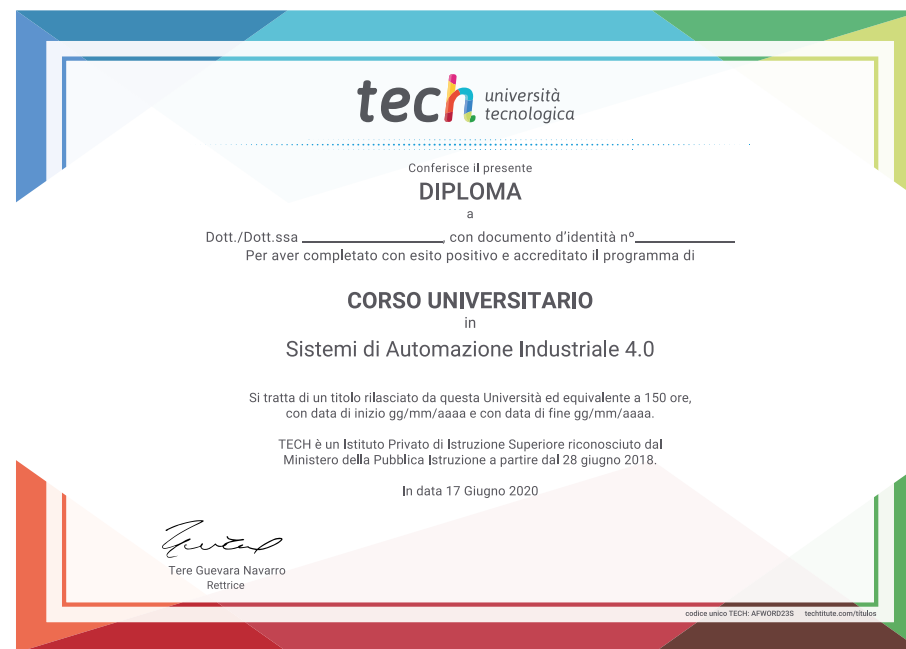 tech università
tecnologica
Conferisce il presente
DIPLOMA
a
Dott./Dott.ssa ____________________, con documento d'identità nº______________
Per aver completato con esito positivo e accreditato il programma di
CORSO UNIVERSITARIO
in
Sistemi di Automazione Industriale 4.0
Si tratta di un titolo rilasciato da questa Università ed equivalente a 150 ore,
con data di inizio gg/mm/aaaa e con data di fine gg/mm/aaaa.
TECH è un Istituto Privato di Istruzione Superiore riconosciuto dal
Ministero della Pubblica Istruzione a partire dal 28 giugno 2018.
In data 17 Giugno 2020
Tere Guevara Navarro
Rettrice
codice unico TECH: AFWORD23S techtitute.com/titulos